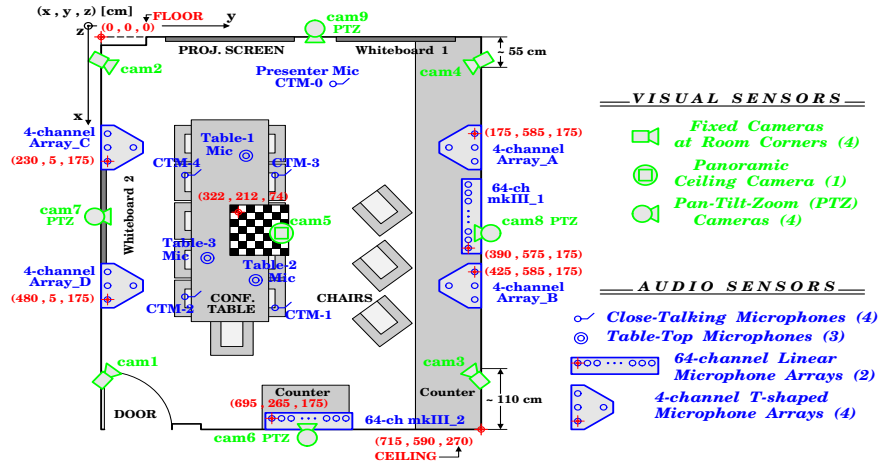 (x , y , z) [cm]
FLOOR
y
z
(0 , 0 , 0)
x
cam9
PTZ
PROJ. SCREEN
Whiteboard 1
~ 55 cm
cam2
Presenter Mic
CTM-0
cam4
4-channel
Array_C
(230 , 5 , 175)
Table-1
Mic
CTM-4
CTM-3
(175 , 585 , 175)
4-channel
Array_A
Whiteboard 2
(322 , 212 , 74)
64-ch
mkIII_1
cam7
PTZ
cam5
cam8 PTZ
Table-3
Mic
(390 , 575 , 175)
4-channel
Array_D
(480 , 5 , 175)
Table-2
Mic
(425 , 585 , 175)
4-channel
Array_B
CTM-2
CONF.
TABLE
CHAIRS
CTM-1
cam1
cam3
DOOR
Counter
(695 , 265 , 175)
Counter
~ 110 cm
64-ch mkIII_2
cam6 PTZ
(715 , 590 , 270)
CEILING
VISUAL SENSORS
Fixed Cameras
at Room Corners (4)
Panoramic
Ceiling Camera (1)
Pan-Tilt-Zoom (PTZ)
Cameras (4)
AUDIO SENSORS
Close-Talking Microphones (4)
Table-Top Microphones (3)
64-channel Linear
Microphone Arrays (2)
4-channel T-shaped
Microphone Arrays (4)